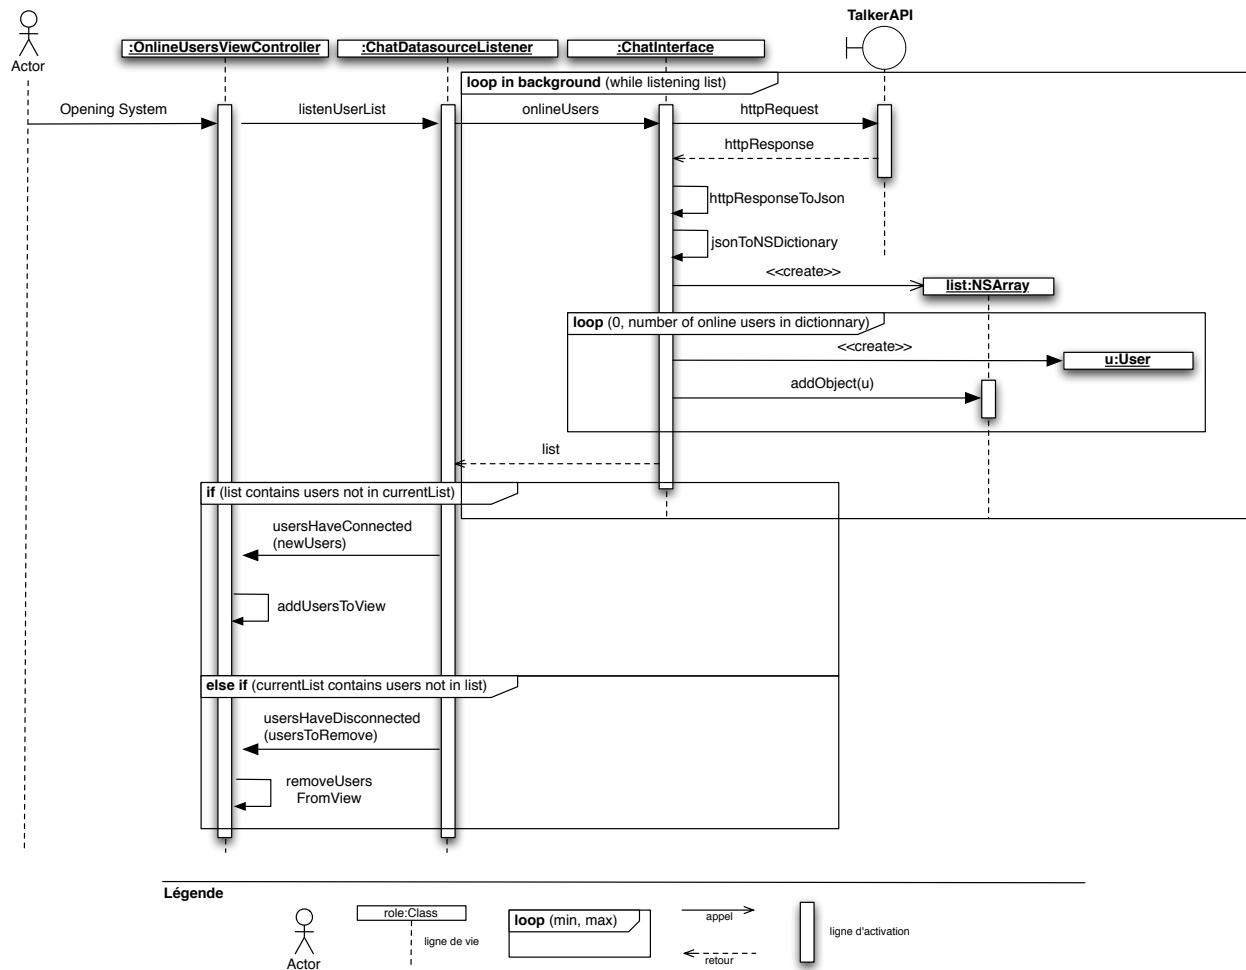 TalkerAPI
:OnlineUsersViewController
:ChatDatasourceListener
:ChatInterface
Actor
loop in background (while listening list)
Opening System
listenUserList
onlineUsers
httpRequest
httpResponse
httpResponseToJson
jsonToNSDictionary
<<create>>
list:NSArray
loop (0, number of online users in dictionnary)
<<create>>
u:User
addObject(u)
list
if (list contains users not in currentList)
usersHaveConnected
(newUsers)
addUsersToView
else if (currentList contains users not in list)
usersHaveDisconnected
(usersToRemove)
removeUsers
FromView
Légende
role:Class
loop (min, max)
appel
ligne de vie
ligne d'activation
retour
Actor